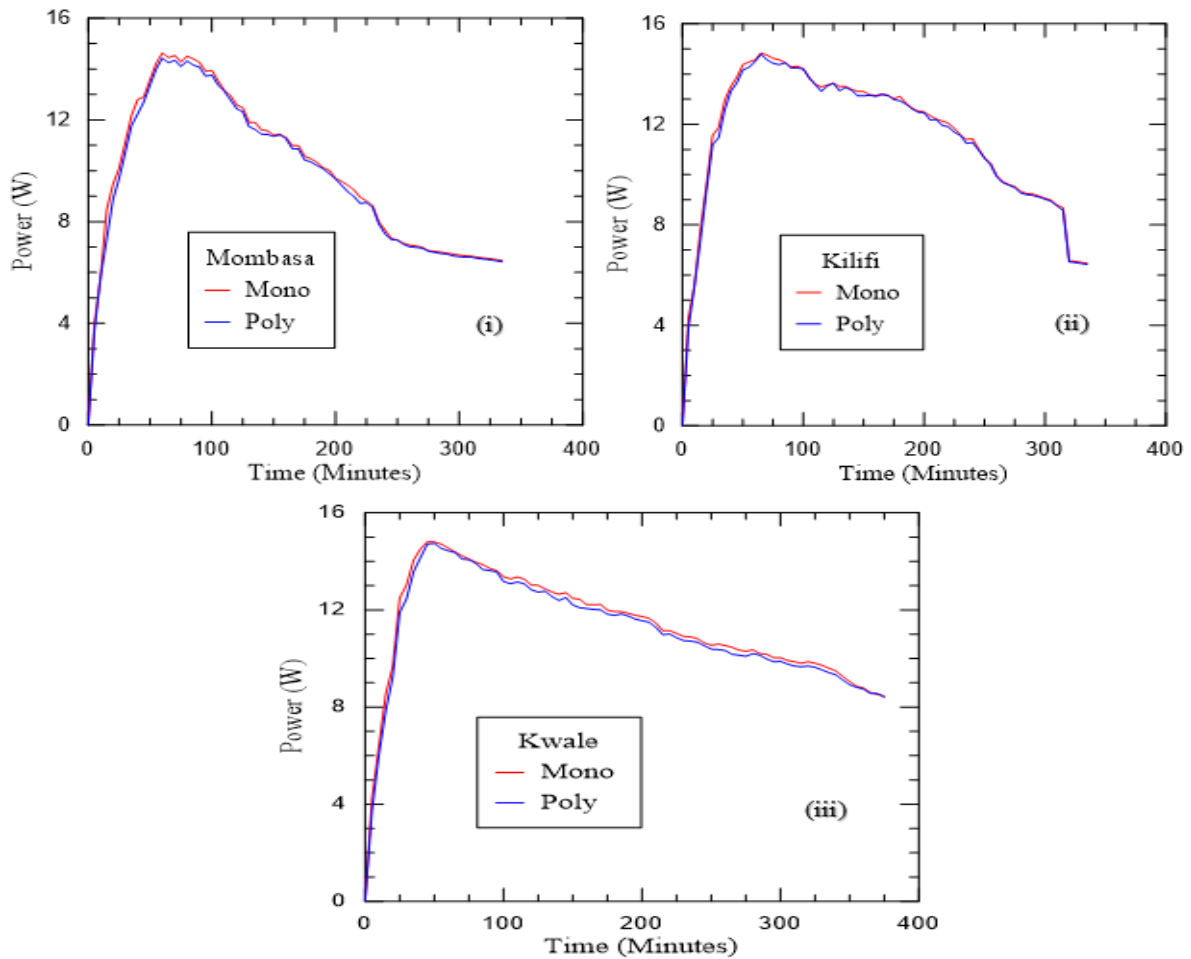 16
12
8
4
0
Power (W)
Mombasa
Mono
Poly
(i)
0 100 200 300 400
Time (Minutes)
16
12
8
4
0
Power (W)
Kilifi
Mono
Poly
(ii)
0 100 200 300 400
Time (Minutes)
16
12
8
4
0
Power (W)
Kwale
Mono
Poly
(iii)
0 100 200 300 400
Time (Minutes)